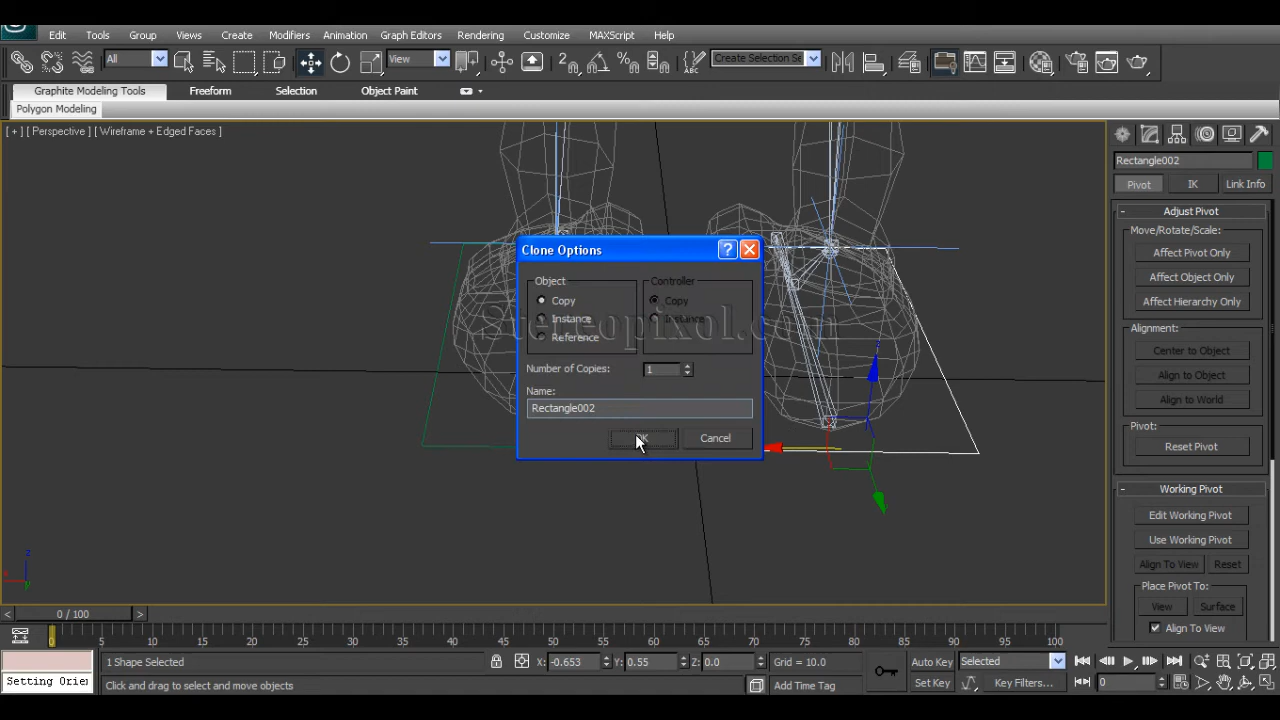 Edit Tools Group Views Create Modifiers Animation Graph Editors Rendering Customize MAXScript Help
All View Create Selection Se
Graphite Modeling Tools Freeform Selection Object Paint
Polygon Modeling
[ + ] [ Perspective ] [ Wireframe + Edged Faces ]
Rectangle002
Pivot IK Link Info
- Adjust Pivot
Move/Rotate/Scale:
Affect Pivot Only
Affect Object Only
Affect Hierarchy Only
Alignment:
Center to Object
Align to Object
Align to World
Pivot:
Reset Pivot
- Working Pivot
Edit Working Pivot
Use Working Pivot
Align To View Reset
Place Pivot To:
View Surface
Align To View
Clone Options
Object Controller
Copy Copy
Instance Instance
Reference
Stereopixol.com
Number of Copies: 1
Name:
Rectangle002
OK Cancel
z
x
y
< 0 / 100 >
0 5 10 15 20 25 30 35 40 45 50 55 60 65 70 75 80 85 90 95 100
1 Shape Selected X: -0.653 Y: 0.55 Z: 0.0 Grid = 10.0 Auto Key Selected
Setting Orie Click and drag to select and move objects Add Time Tag Set Key Key Filters... 0